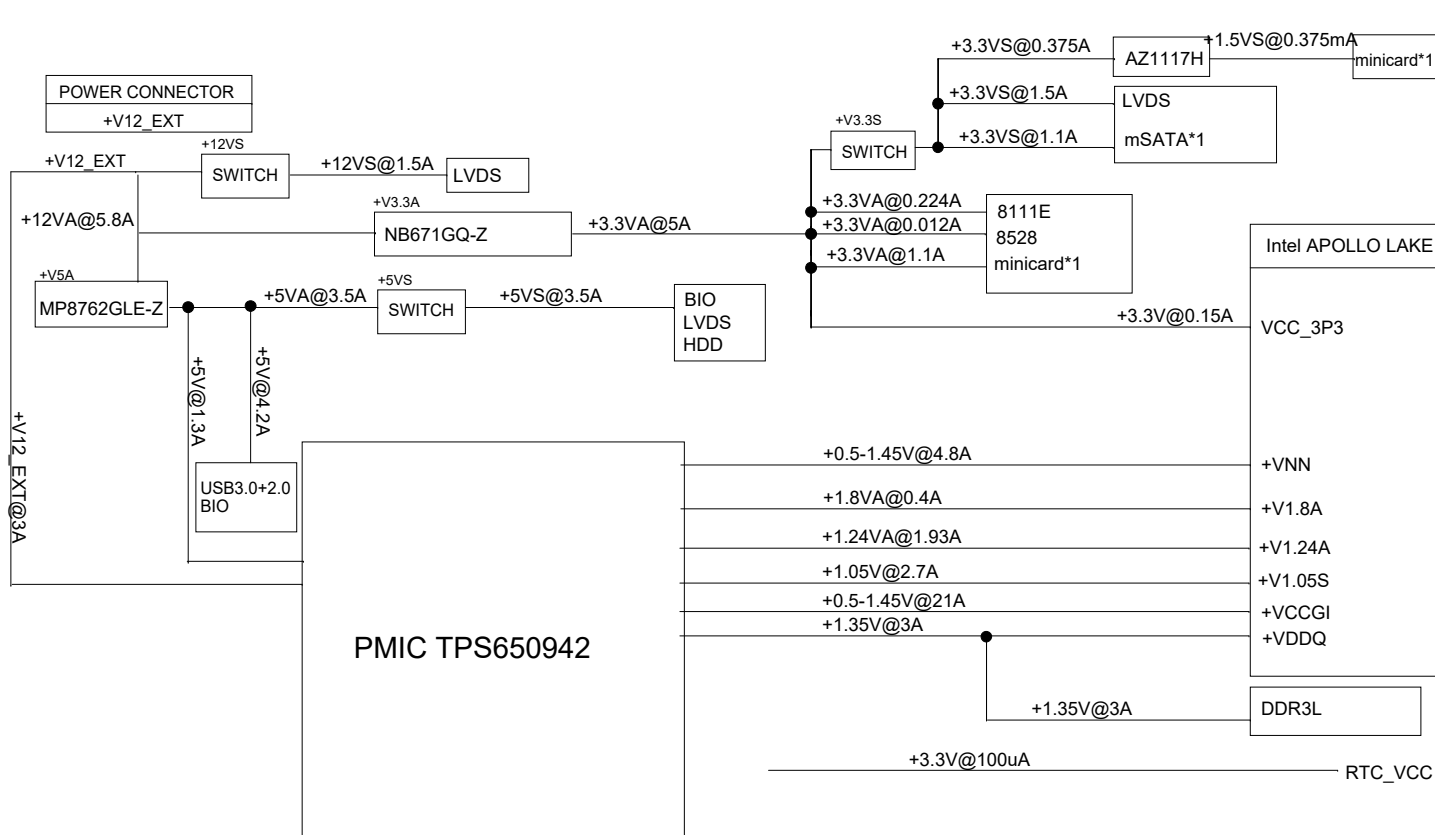 +3.3VS@0.375A
AZ1117H
+1.5VS@0.375mA
minicard*1
POWER CONNECTOR
+V12_EXT
+3.3VS@1.5A
LVDS
+V3.3S
SWITCH
+3.3VS@1.1A
mSATA*1
+V12_EXT
+12VS
SWITCH
+12VS@1.5A
LVDS
+12VA@5.8A
+V3.3A
NB671GQ-Z
+3.3VA@5A
+3.3VA@0.224A
8111E
+3.3VA@0.012A
8528
+3.3VA@1.1A
minicard*1
Intel APOLLO LAKE
+V5A
MP8762GLE-Z
+5VA@3.5A
+5VS
SWITCH
+5VS@3.5A
BIO
LVDS
HDD
+3.3V@0.15A
VCC_3P3
+5V@1.3A
+5V@4.2A
+V12_EXT@3A
USB3.0+2.0
BIO
PMIC TPS650942
+0.5-1.45V@4.8A
+VNN
+1.8VA@0.4A
+V1.8A
+1.24VA@1.93A
+V1.24A
+1.05V@2.7A
+V1.05S
+0.5-1.45V@21A
+VCCGI
+1.35V@3A
+VDDQ
+1.35V@3A
DDR3L
+3.3V@100uA
RTC_VCC